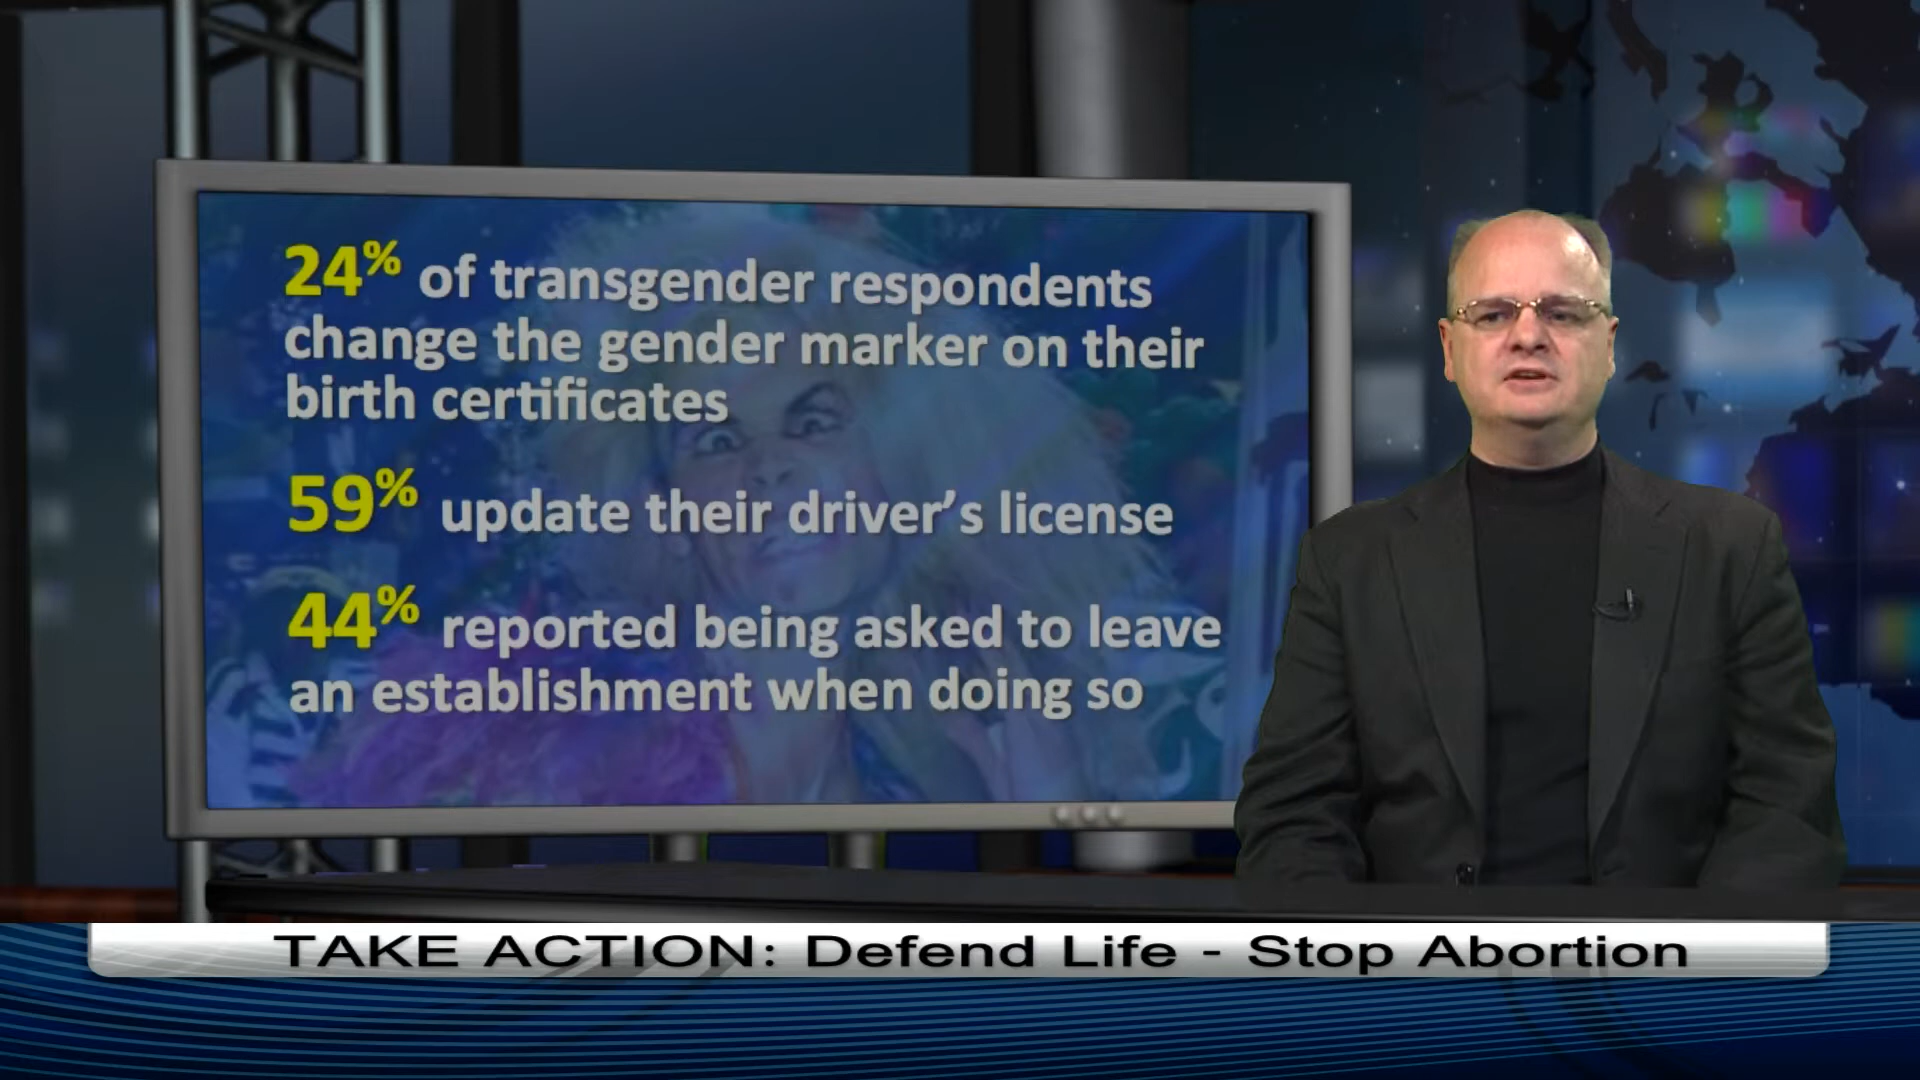 24% of transgender respondents
change the gender marker on their
birth certificates
59% update their driver’s license
44% reported being asked to leave
an establishment when doing so
TAKE ACTION: Defend Life - Stop Abortion